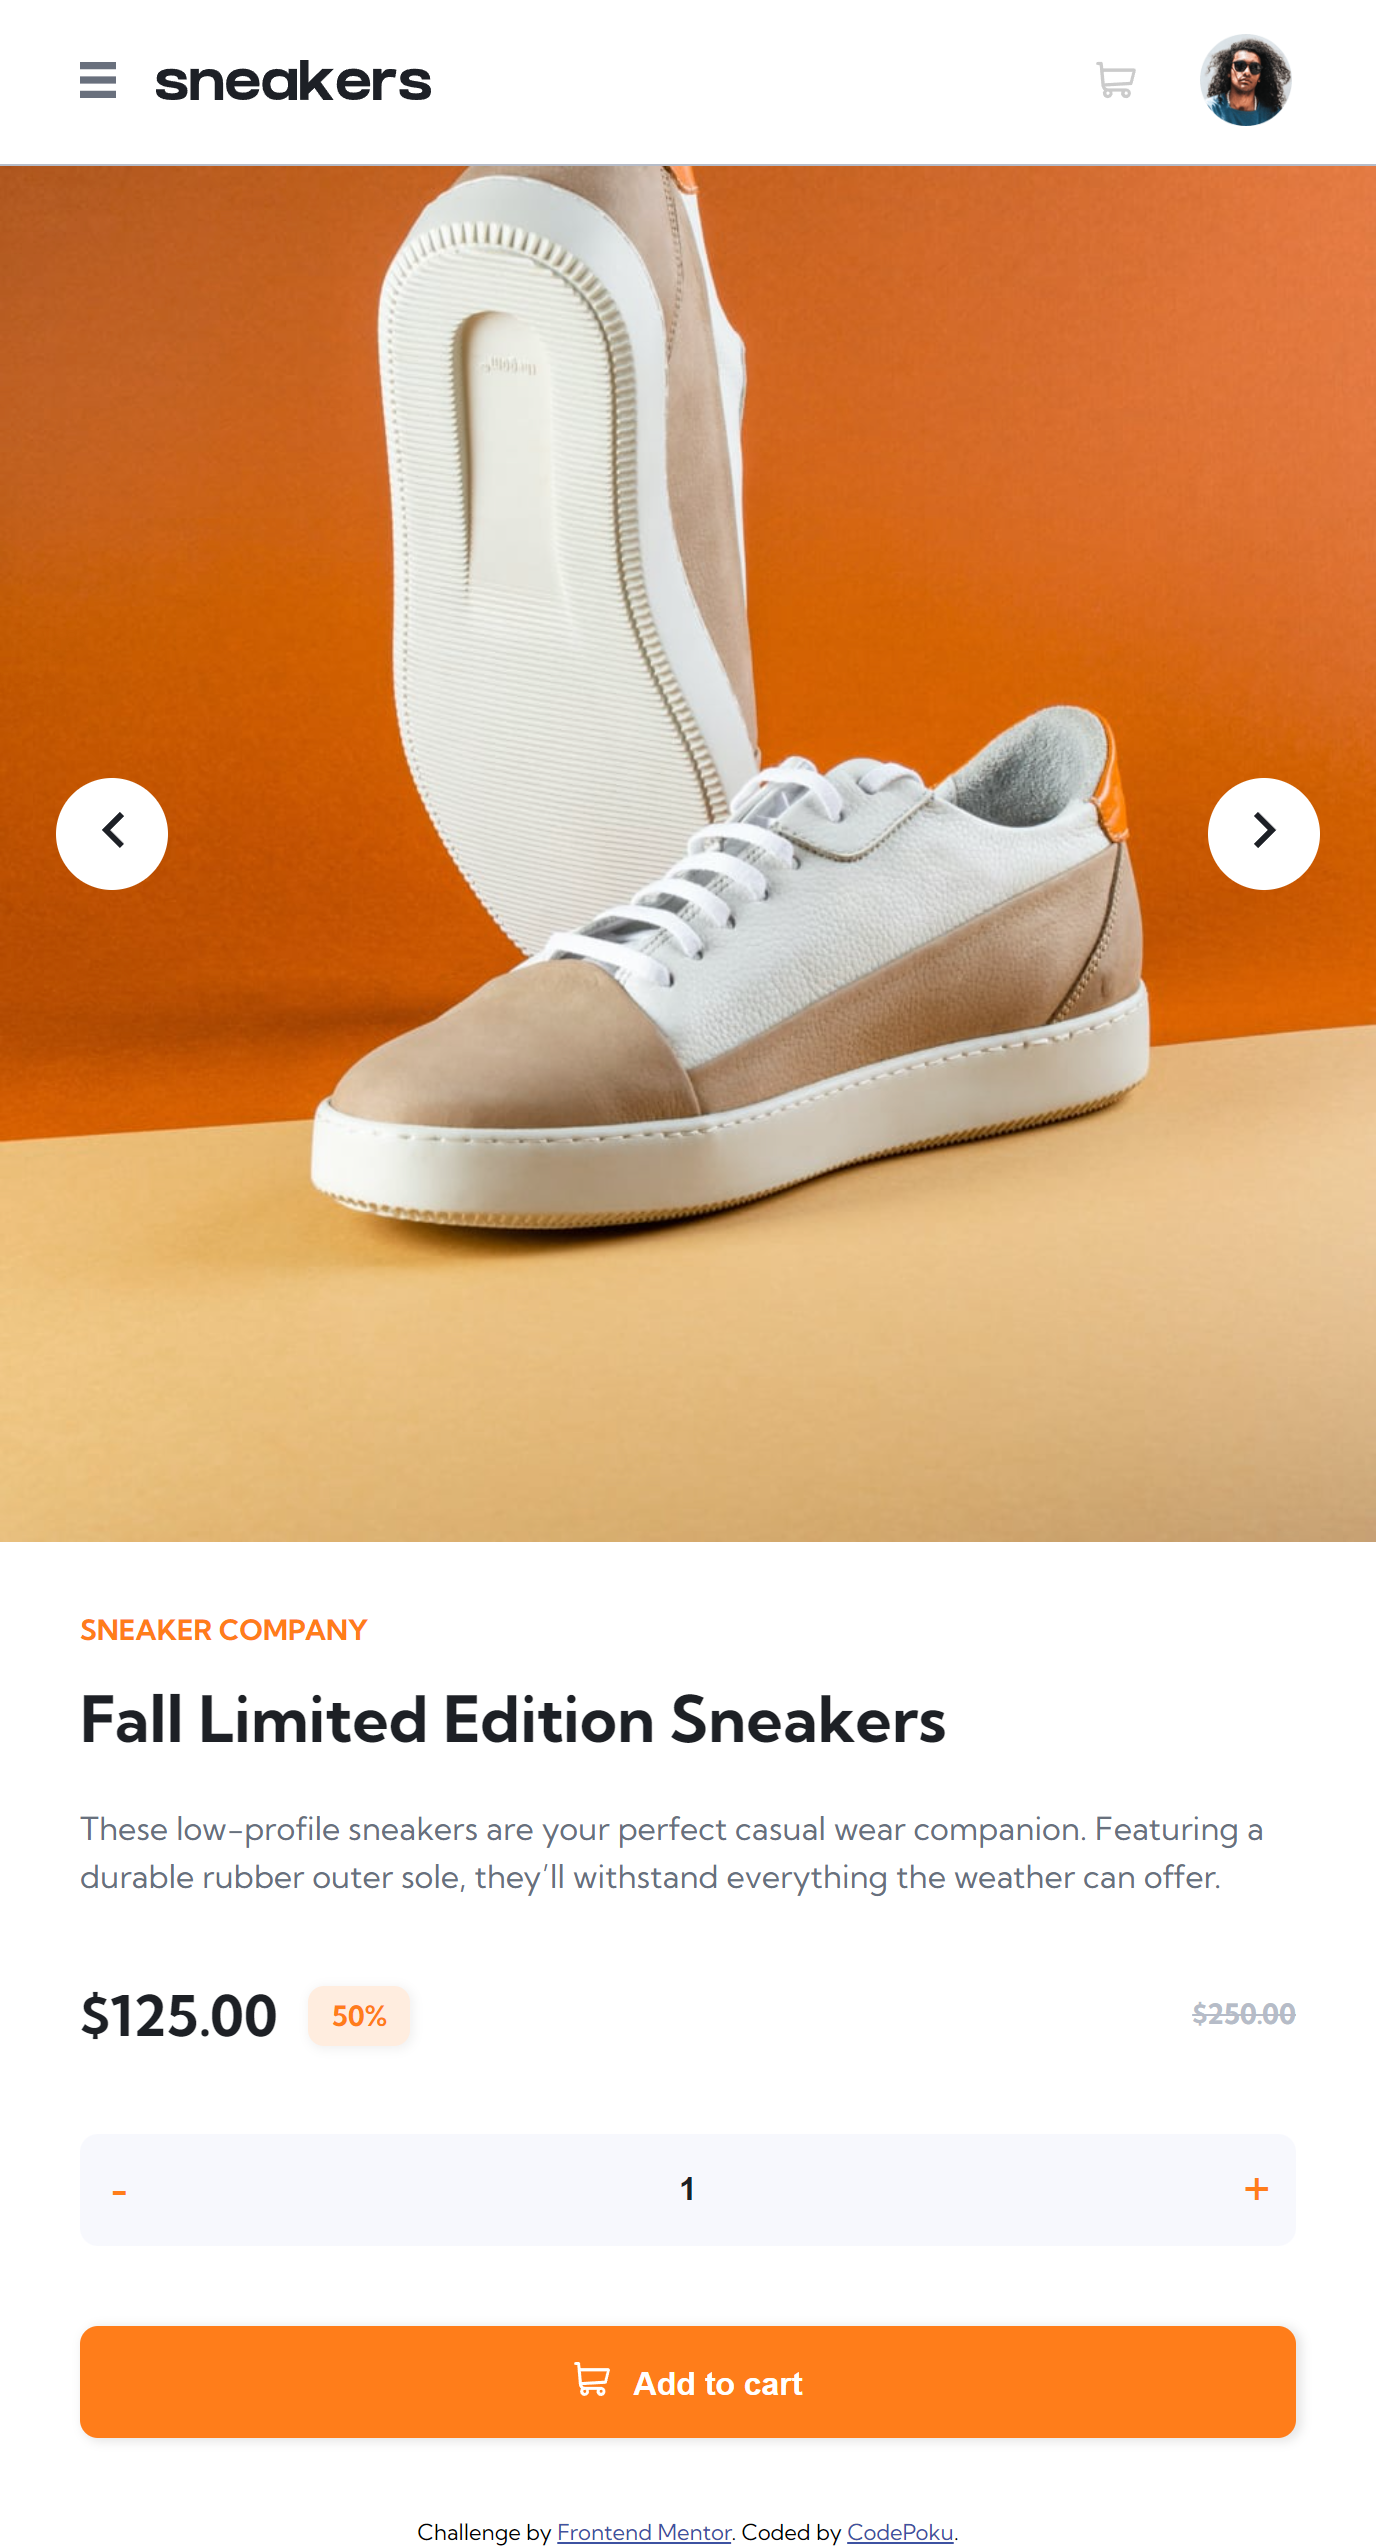 sneakers
SNEAKER COMPANY
Fall Limited Edition Sneakers
These low-profile sneakers are your perfect casual wear companion. Featuring a
durable rubber outer sole, they’ll withstand everything the weather can offer.
$125.00 50% $250.00
- 1 +
Add to cart
Challenge by Frontend Mentor. Coded by CodePoku.